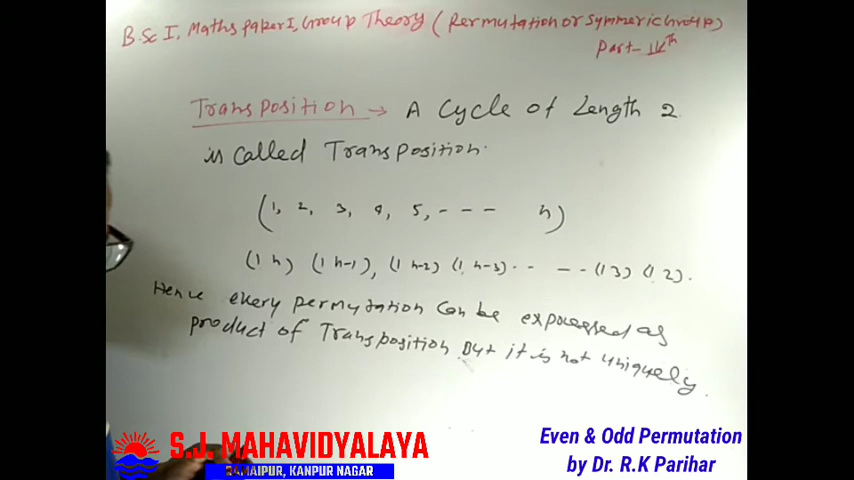 B.Sc I, Maths Paper I, Group Theory (Permutation or Symmeric Group)
Part-IVth
Transposition → A Cycle of Length 2
is called Transposition.
(1, 2, 3, 4, 5, - - - n)
(1 n) (1 n-1), (1 n-2) (1, n-3) - - - - - (1 3) (1, 2).
Hence every permutation can be expressed as
product of Transposition. But it is not uniquely.
S.J. MAHAVIDYALAYA
RAMAIPUR, KANPUR NAGAR
Even & Odd Permutation
by Dr. R.K Parihar